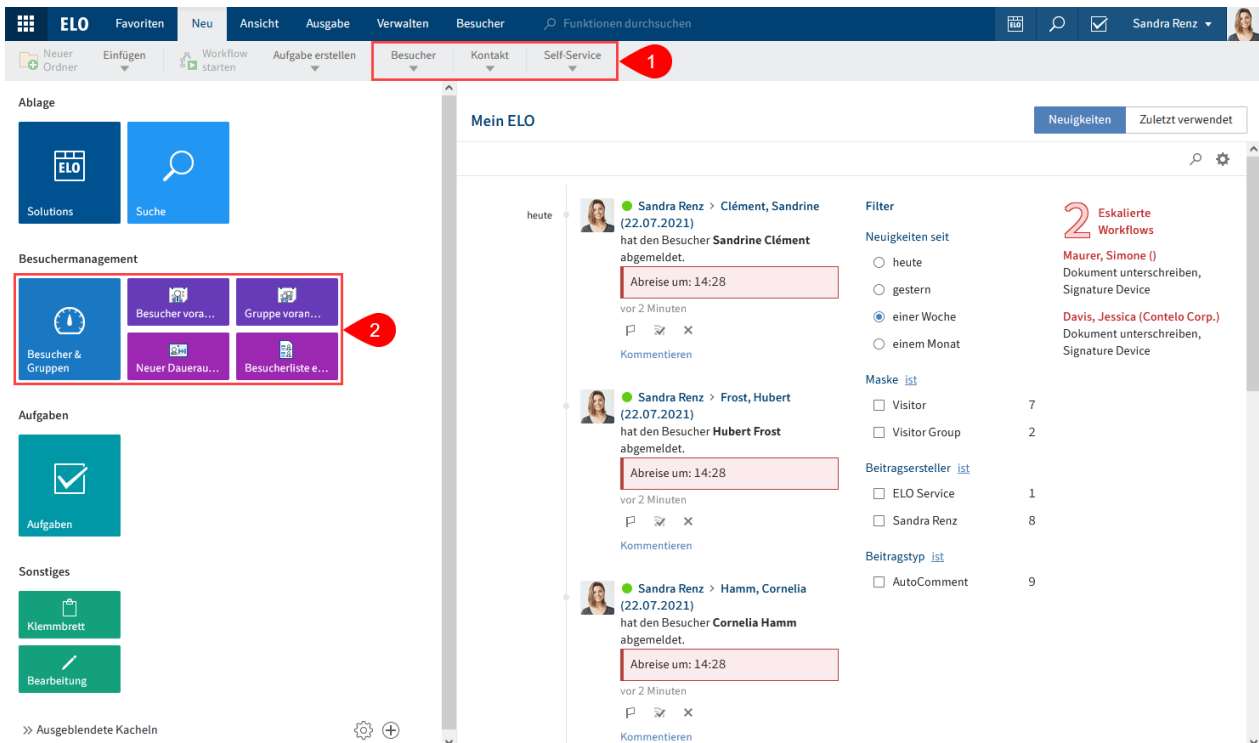 ELO Favoriten Neu Ansicht Ausgabe Verwalten Besucher Funktionen durchsuchen ELO Sandra Renz
Neuer Ordner
Einfügen
Workflow starten
Aufgabe erstellen
Besucher
Kontakt
Self-Service
1
Ablage
ELO
Solutions
Suche
Besuchermanagement
Besucher & Gruppen
Besucher vora...
Gruppe voran...
Neuer Dauerau...
Besucherliste e...
2
Aufgaben
Aufgaben
Sonstiges
Klemmbrett
Bearbeitung
Ausgeblendete Kacheln
Mein ELO
Neuigkeiten
Zuletzt verwendet
heute
Sandra Renz > Clément, Sandrine
(22.07.2021)
hat den Besucher Sandrine Clément
abgemeldet.
Abreise um: 14:28
vor 2 Minuten
Kommentieren
Sandra Renz > Frost, Hubert
(22.07.2021)
hat den Besucher Hubert Frost
abgemeldet.
Abreise um: 14:28
vor 2 Minuten
Kommentieren
Sandra Renz > Hamm, Cornelia
(22.07.2021)
hat den Besucher Cornelia Hamm
abgemeldet.
Abreise um: 14:28
vor 2 Minuten
Kommentieren
Filter
Neuigkeiten seit
heute
gestern
einer Woche
einem Monat
Maske ist
Visitor 7
Visitor Group 2
Beitragsersteller ist
ELO Service 1
Sandra Renz 8
Beitragstyp ist
AutoComment 9
2 Eskalierte
Workflows
Maurer, Simone ()
Dokument unterschreiben,
Signature Device
Davis, Jessica (Contelo Corp.)
Dokument unterschreiben,
Signature Device